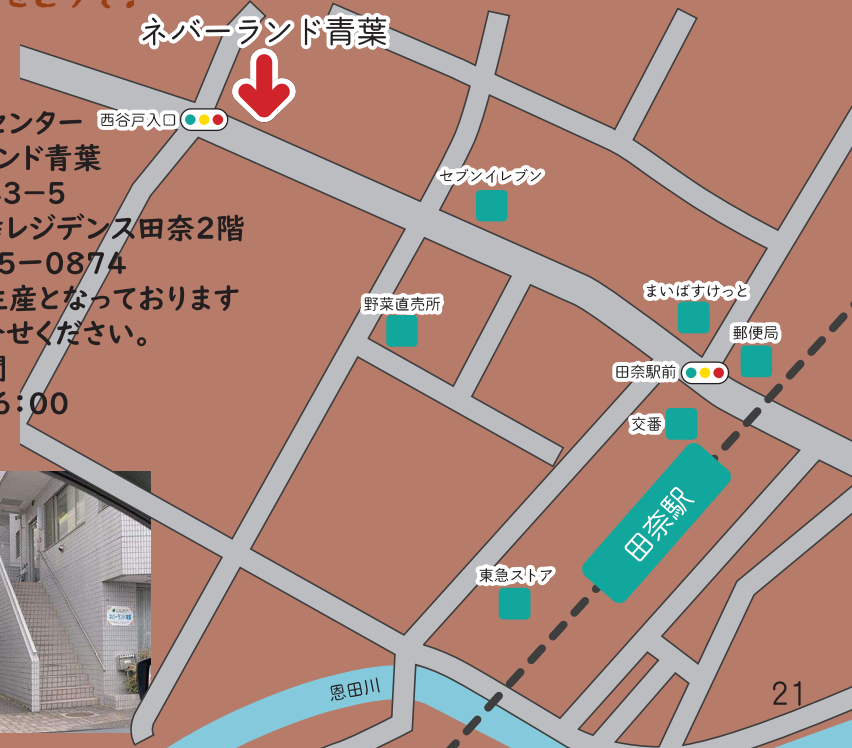 ネバーランド青葉
西谷戸入口
センター
ンド青葉
3−5
レジデンス田奈2階
5−0874
生産となっております
せください。
6:00
セブンイレブン
野菜直売所
まいばすけっと
郵便局
田奈駅前
交番
田奈駅
東急ストア
恩田川
21